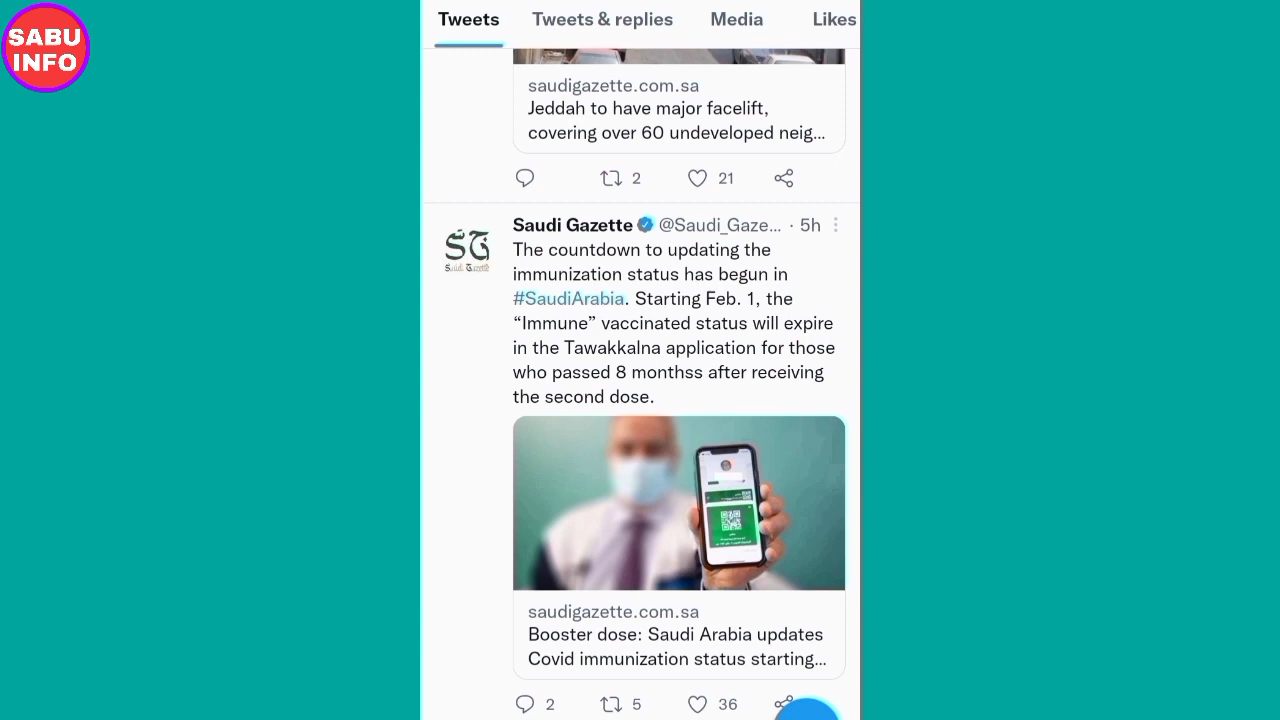 SABU
INFO
Tweets Tweets & replies Media Likes
saudigazette.com.sa
Jeddah to have major facelift,
covering over 60 undeveloped neig...
2 21
Saudi Gazette @Saudi_Gaze... · 5h
The countdown to updating the
immunization status has begun in
#SaudiArabia. Starting Feb. 1, the
“Immune” vaccinated status will expire
in the Tawakkalna application for those
who passed 8 monthss after receiving
the second dose.
Saudi Gazette
saudigazette.com.sa
Booster dose: Saudi Arabia updates
Covid immunization status starting...
2 5 36